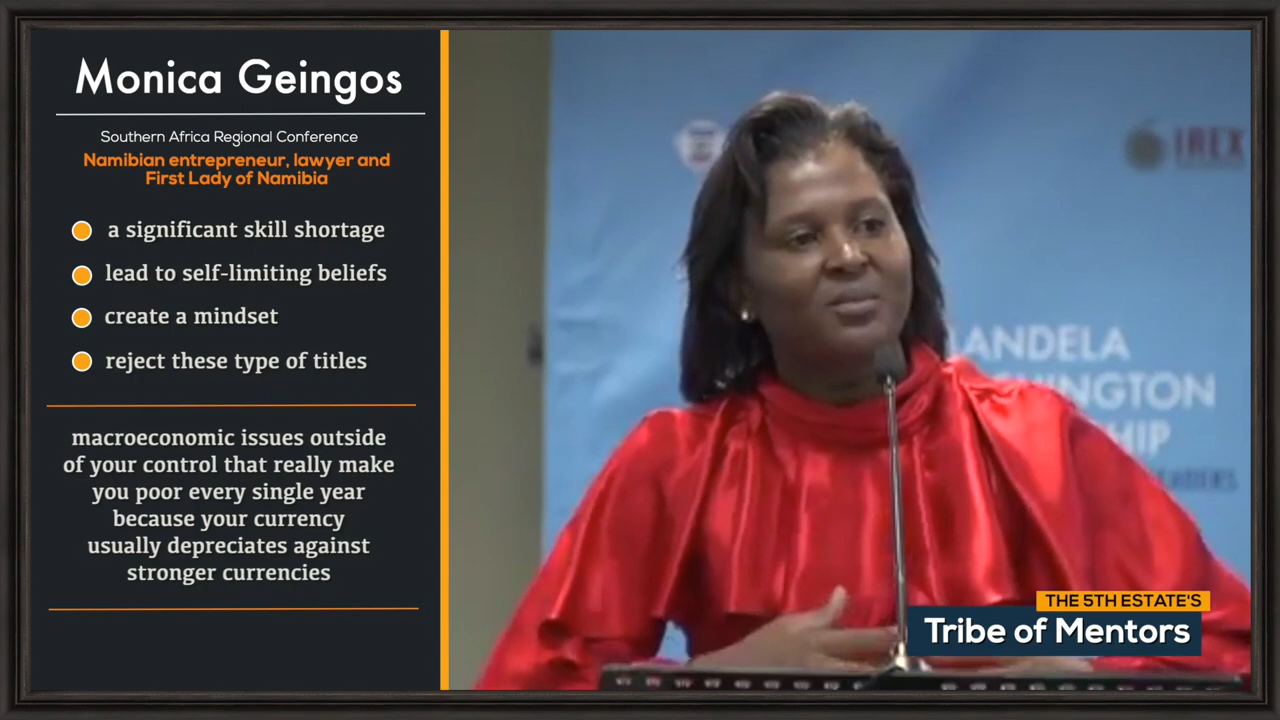 Monica Geingos
Southern Africa Regional Conference
Namibian entrepreneur, lawyer and
First Lady of Namibia
a significant skill shortage
lead to self-limiting beliefs
create a mindset
reject these type of titles
macroeconomic issues outside
of your control that really make
you poor every single year
because your currency
usually depreciates against
stronger currencies
IREX
ANDELA
INGTON
HIP
EADERS
THE 5TH ESTATE'S
Tribe of Mentors